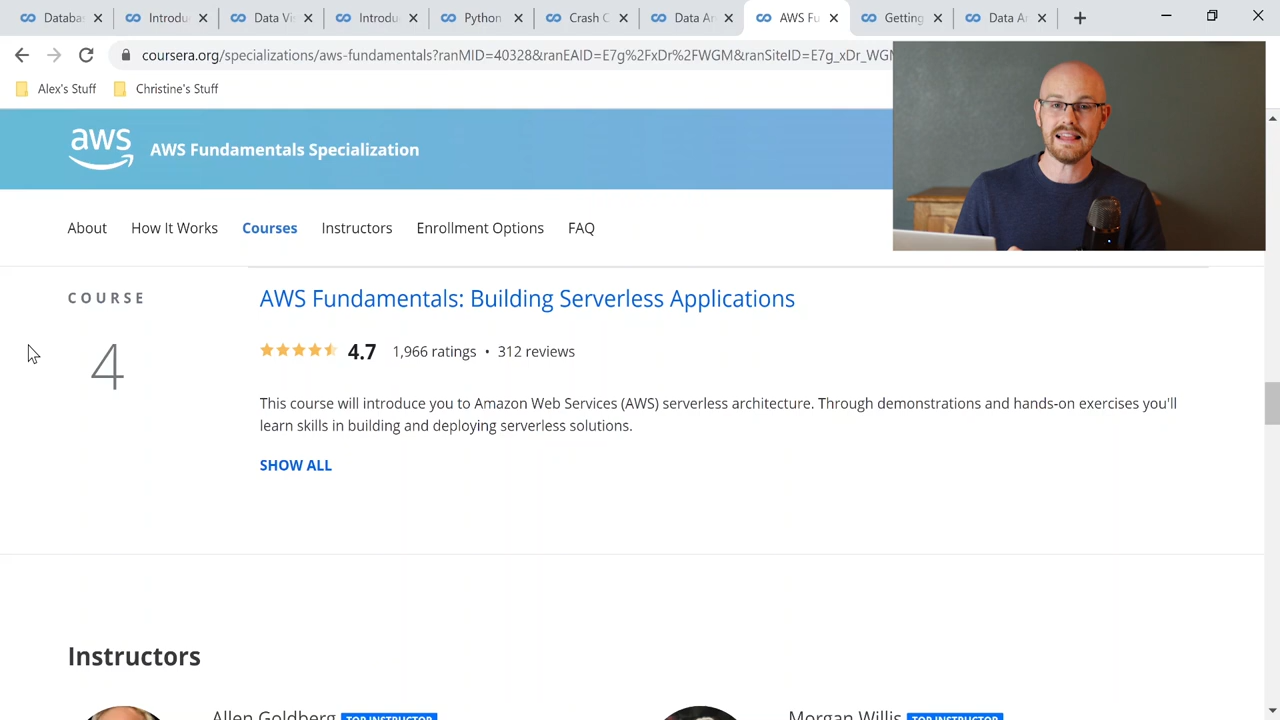 Databa
Introdu
Data Vi
Introdu
Python
Crash C
Data An
AWS Fu
Getting
Data An
coursera.org/specializations/aws-fundamentals?ranMID=40328&ranEAID=E7g%2FxDr%2FWGM&ranSiteID=E7g_xDr_WGM
Alex's Stuff
Christine's Stuff
aws
AWS Fundamentals Specialization
About
How It Works
Courses
Instructors
Enrollment Options
FAQ
COURSE
4
AWS Fundamentals: Building Serverless Applications
4.7 1,966 ratings • 312 reviews
This course will introduce you to Amazon Web Services (AWS) serverless architecture. Through demonstrations and hands-on exercises you'll
learn skills in building and deploying serverless solutions.
SHOW ALL
Instructors
Allen Goldberg TOP INSTRUCTOR
Morgan Willis TOP INSTRUCTOR